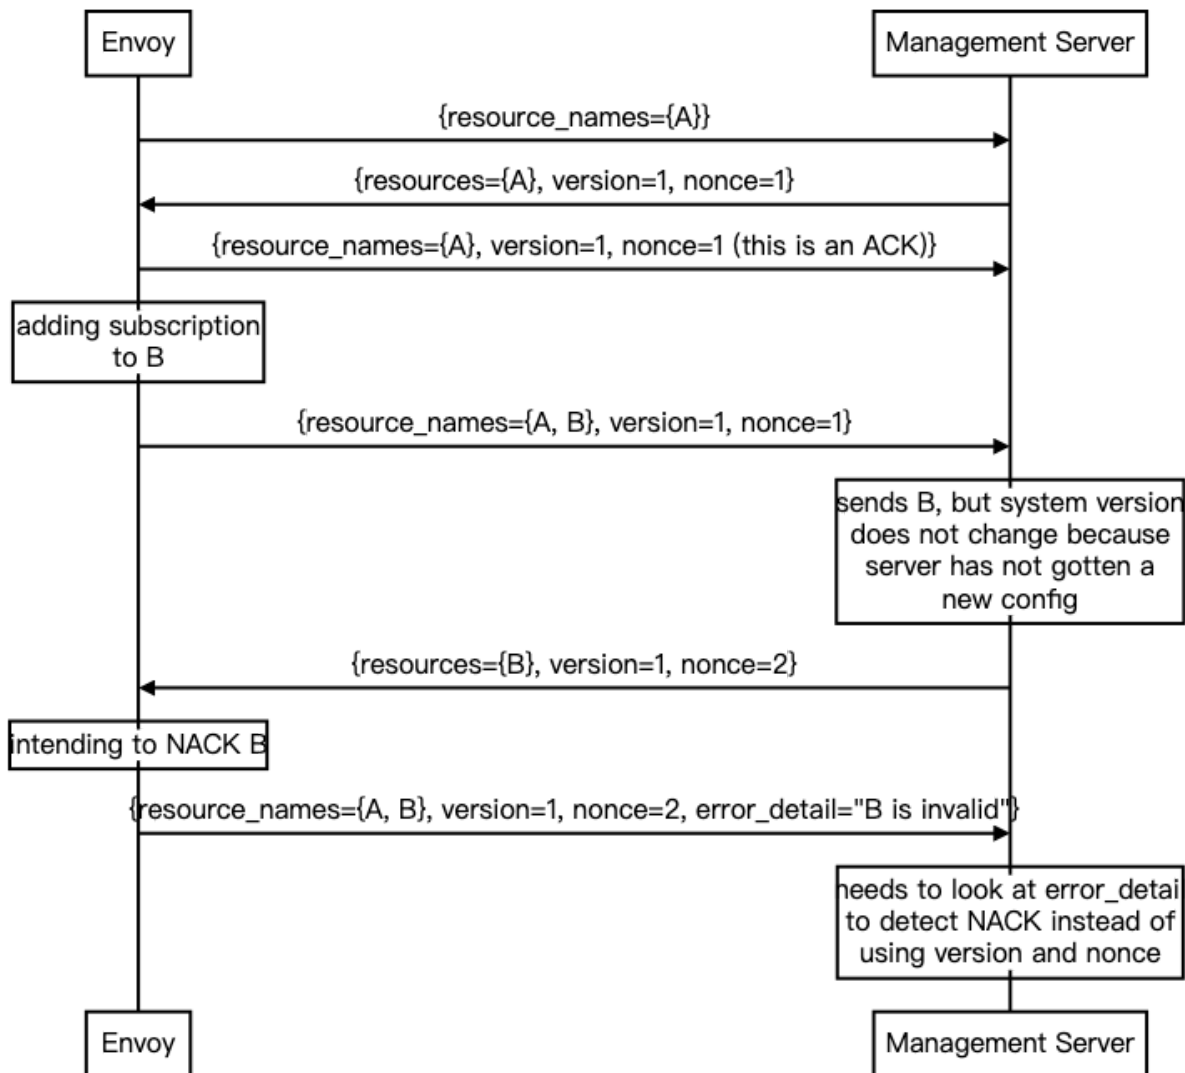 Envoy
Management Server
{resource_names={A}}
{resources={A}, version=1, nonce=1}
{resource_names={A}, version=1, nonce=1 (this is an ACK)}
adding subscription
to B
{resource_names={A, B}, version=1, nonce=1}
sends B, but system version
does not change because
server has not gotten a
new config
{resources={B}, version=1, nonce=2}
intending to NACK B
{resource_names={A, B}, version=1, nonce=2, error_detail="B is invalid"}
needs to look at error_detai
to detect NACK instead of
using version and nonce
Envoy
Management Server